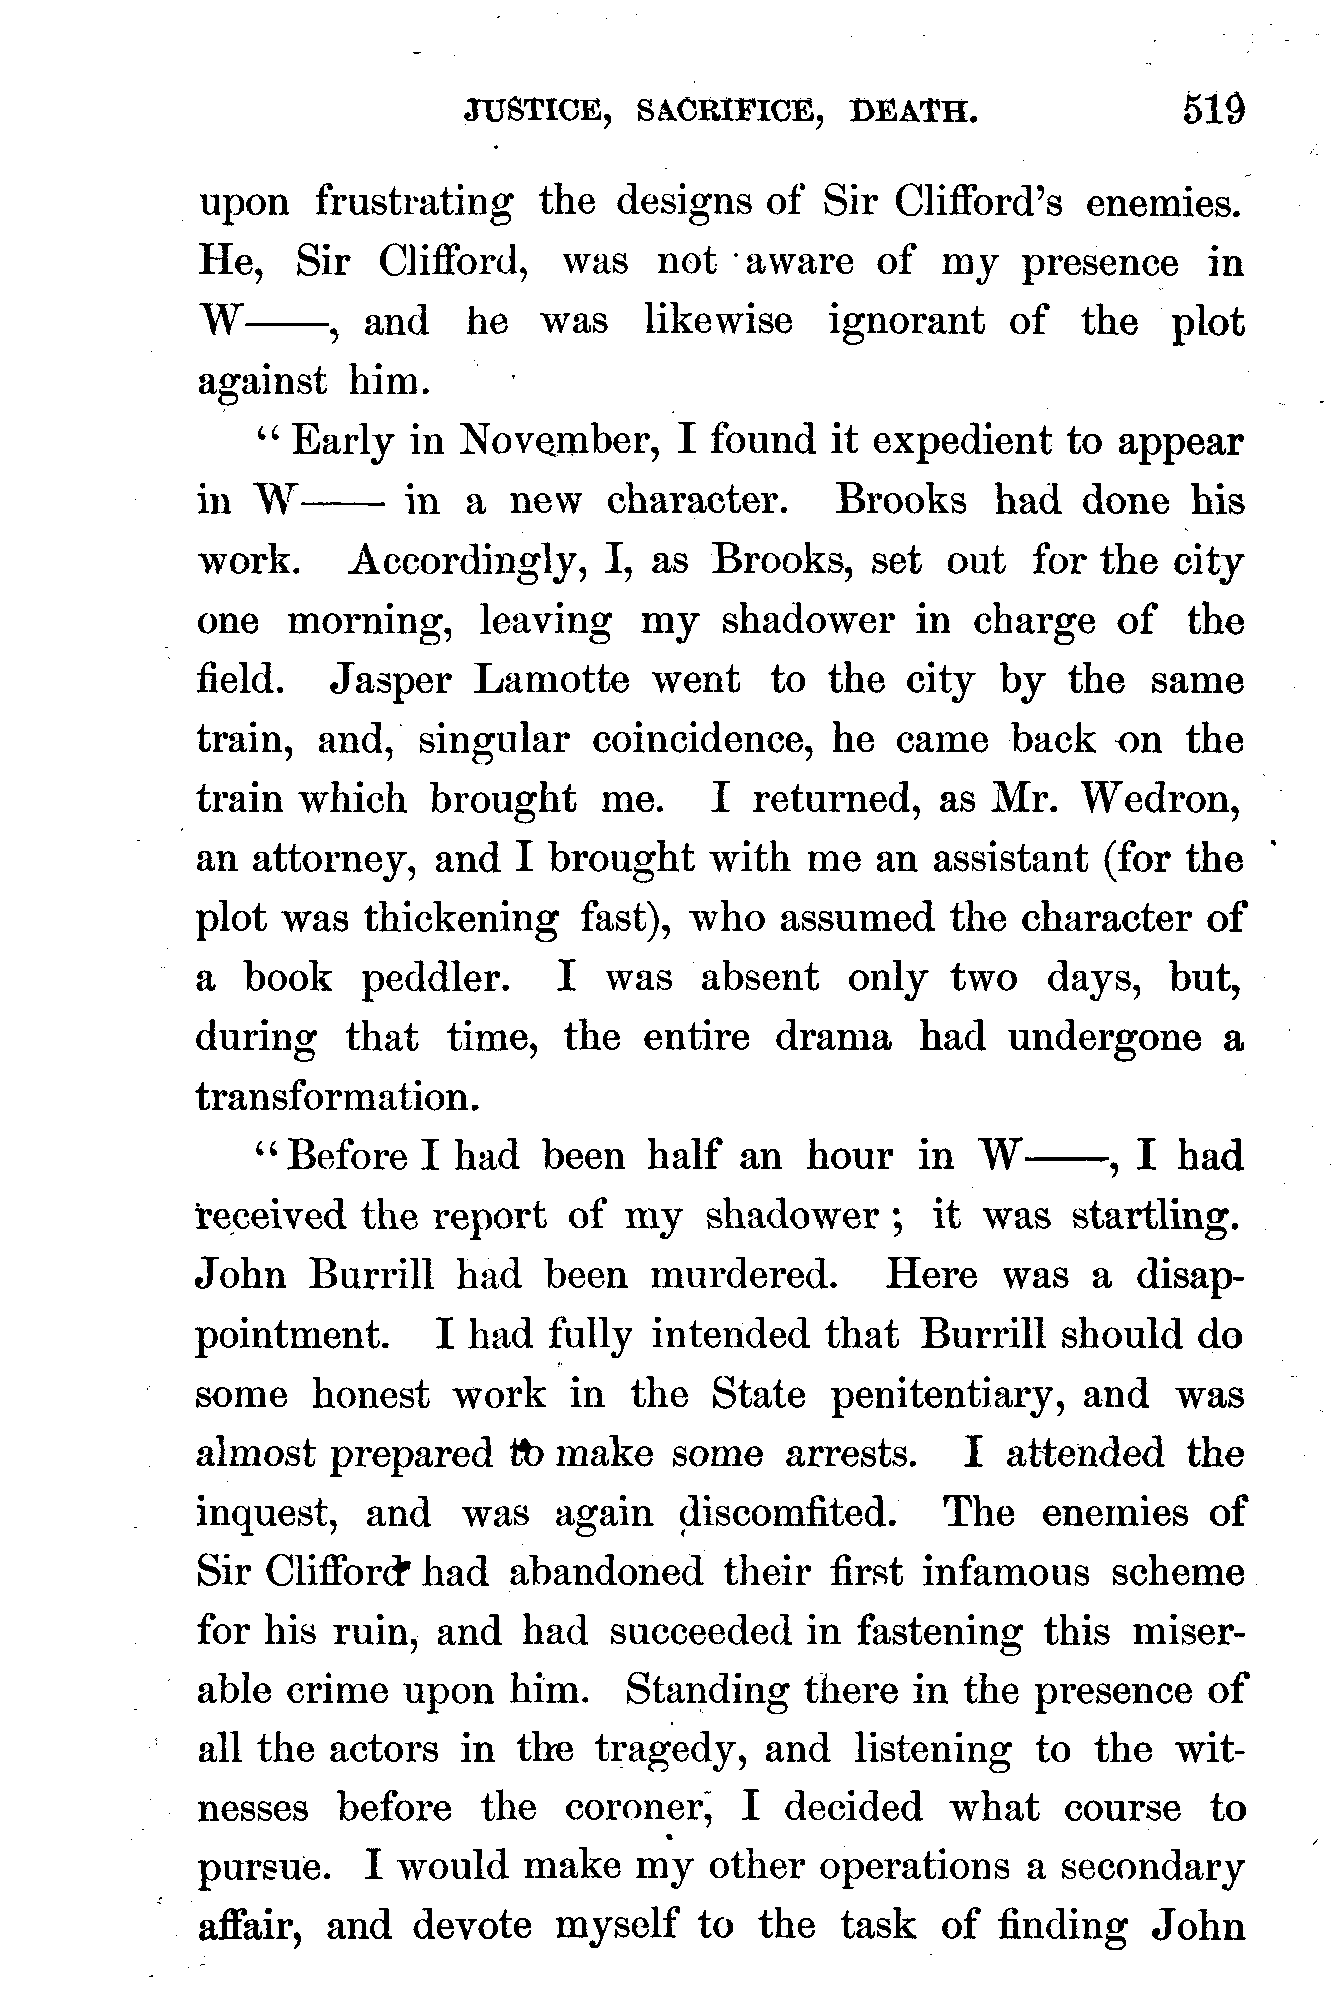 JUSTICE, SACRIFICE, DEATH. 519
upon frustrating the designs of Sir Clifford's enemies.
He, Sir Clifford, was not aware of my presence in
W——, and he was likewise ignorant of the plot
against him.
“Early in November, I found it expedient to appear
in W—— in a new character. Brooks had done his
work. Accordingly, I, as Brooks, set out for the city
one morning, leaving my shadower in charge of the
field. Jasper Lamotte went to the city by the same
train, and, singular coincidence, he came back on the
train which brought me. I returned, as Mr. Wedron,
an attorney, and I brought with me an assistant (for the
plot was thickening fast), who assumed the character of
a book peddler. I was absent only two days, but,
during that time, the entire drama had undergone a
transformation.
“Before I had been half an hour in W——, I had
received the report of my shadower; it was startling.
John Burrill had been murdered. Here was a disap-
pointment. I had fully intended that Burrill should do
some honest work in the State penitentiary, and was
almost prepared to make some arrests. I attended the
inquest, and was again discomfited. The enemies of
Sir Clifford had abandoned their first infamous scheme
for his ruin, and had succeeded in fastening this miser-
able crime upon him. Standing there in the presence of
all the actors in the tragedy, and listening to the wit-
nesses before the coroner, I decided what course to
pursue. I would make my other operations a secondary
affair, and devote myself to the task of finding John